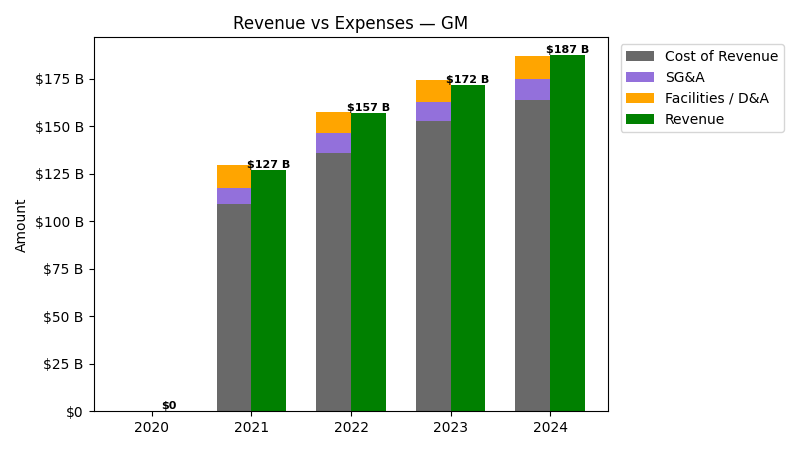 Revenue vs Expenses — GM
Cost of Revenue
SG&A
Facilities / D&A
Revenue
Amount
$175 B
$150 B
$125 B
$100 B
$75 B
$50 B
$25 B
$0
$0
$127 B
$157 B
$172 B
$187 B
2020
2021
2022
2023
2024